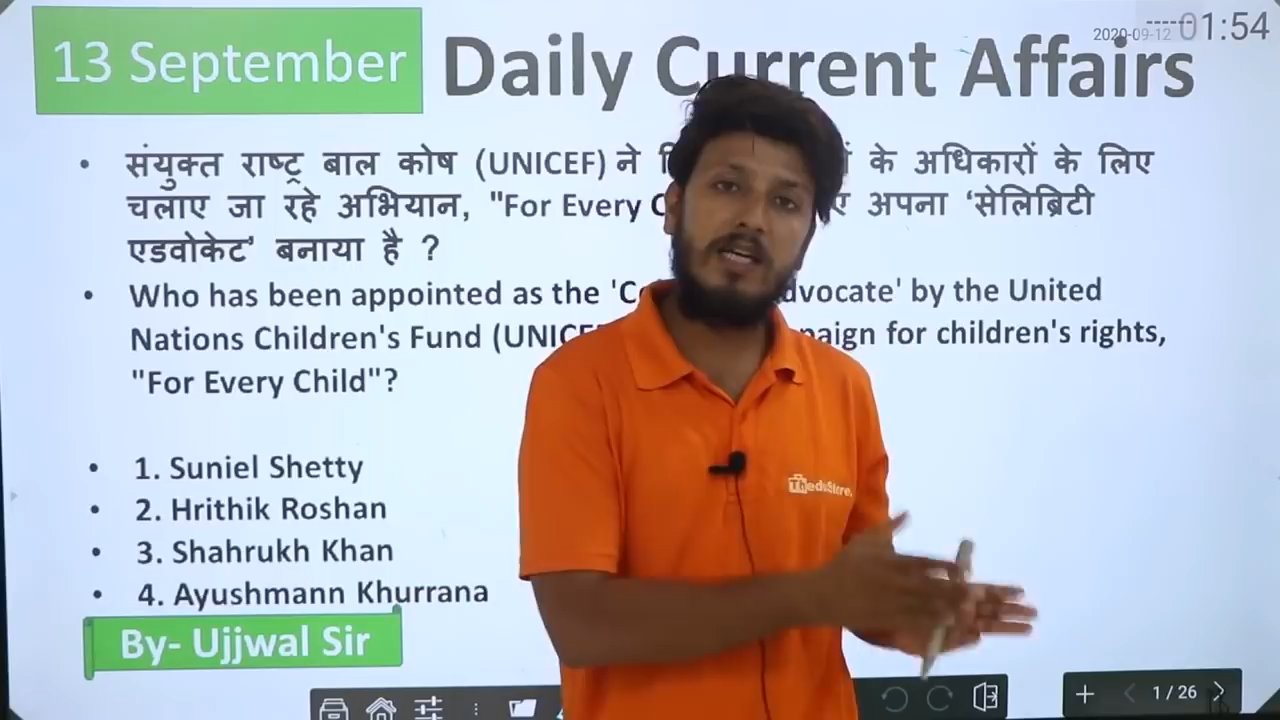 13 September
Daily Current Affairs
2020-09-12 01:54
• संयुक्त राष्ट्र बाल कोष (UNICEF) ने के अधिकारों के लिए
चलाए जा रहे अभियान, "For Every अपना ‘सेलिब्रिटी
एडवोकेट’ बनाया है ?
• Who has been appointed as the by the United
Nations Children's Fund for children's rights,
"For Every Child"?
• 1. Suniel Shetty
• 2. Hrithik Roshan
• 3. Shahrukh Khan
• 4. Ayushmann Khurrana
By- Ujjwal Sir
TheeduStore
1 / 26